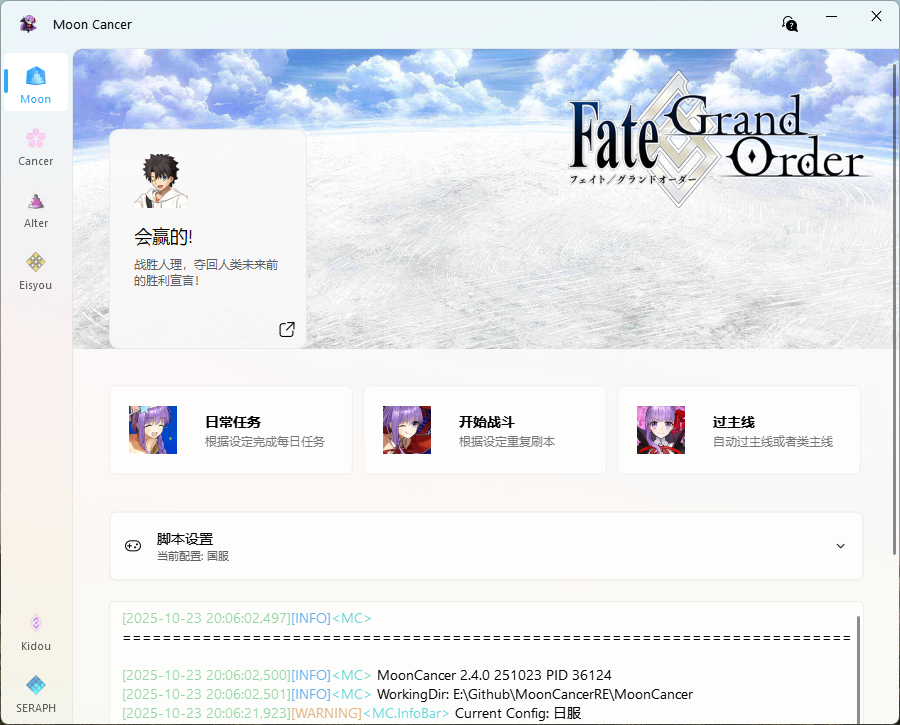 Moon Cancer
Moon
Cancer
Alter
Eisyou
Kidou
SERAPH
Fate
Grand
Order
フェイト/グランドオーダー
会赢的!
战胜人理，夺回人类未来前
的胜利宣言!
日常任务
根据设定完成每日任务
开始战斗
根据设定重复刷本
过主线
自动过主线或者类主线
脚本设置
当前配置: 国服
[2025-10-23 20:06:02,497][INFO]<MC>
=========================================================================
[2025-10-23 20:06:02,500][INFO]<MC> MoonCancer 2.4.0 251023 PID 36124
[2025-10-23 20:06:02,501][INFO]<MC> WorkingDir: E:\Github\MoonCancerRE\MoonCancer
[2025-10-23 20:06:21,923][WARNING]<MC.InfoBar> Current Config: 日服